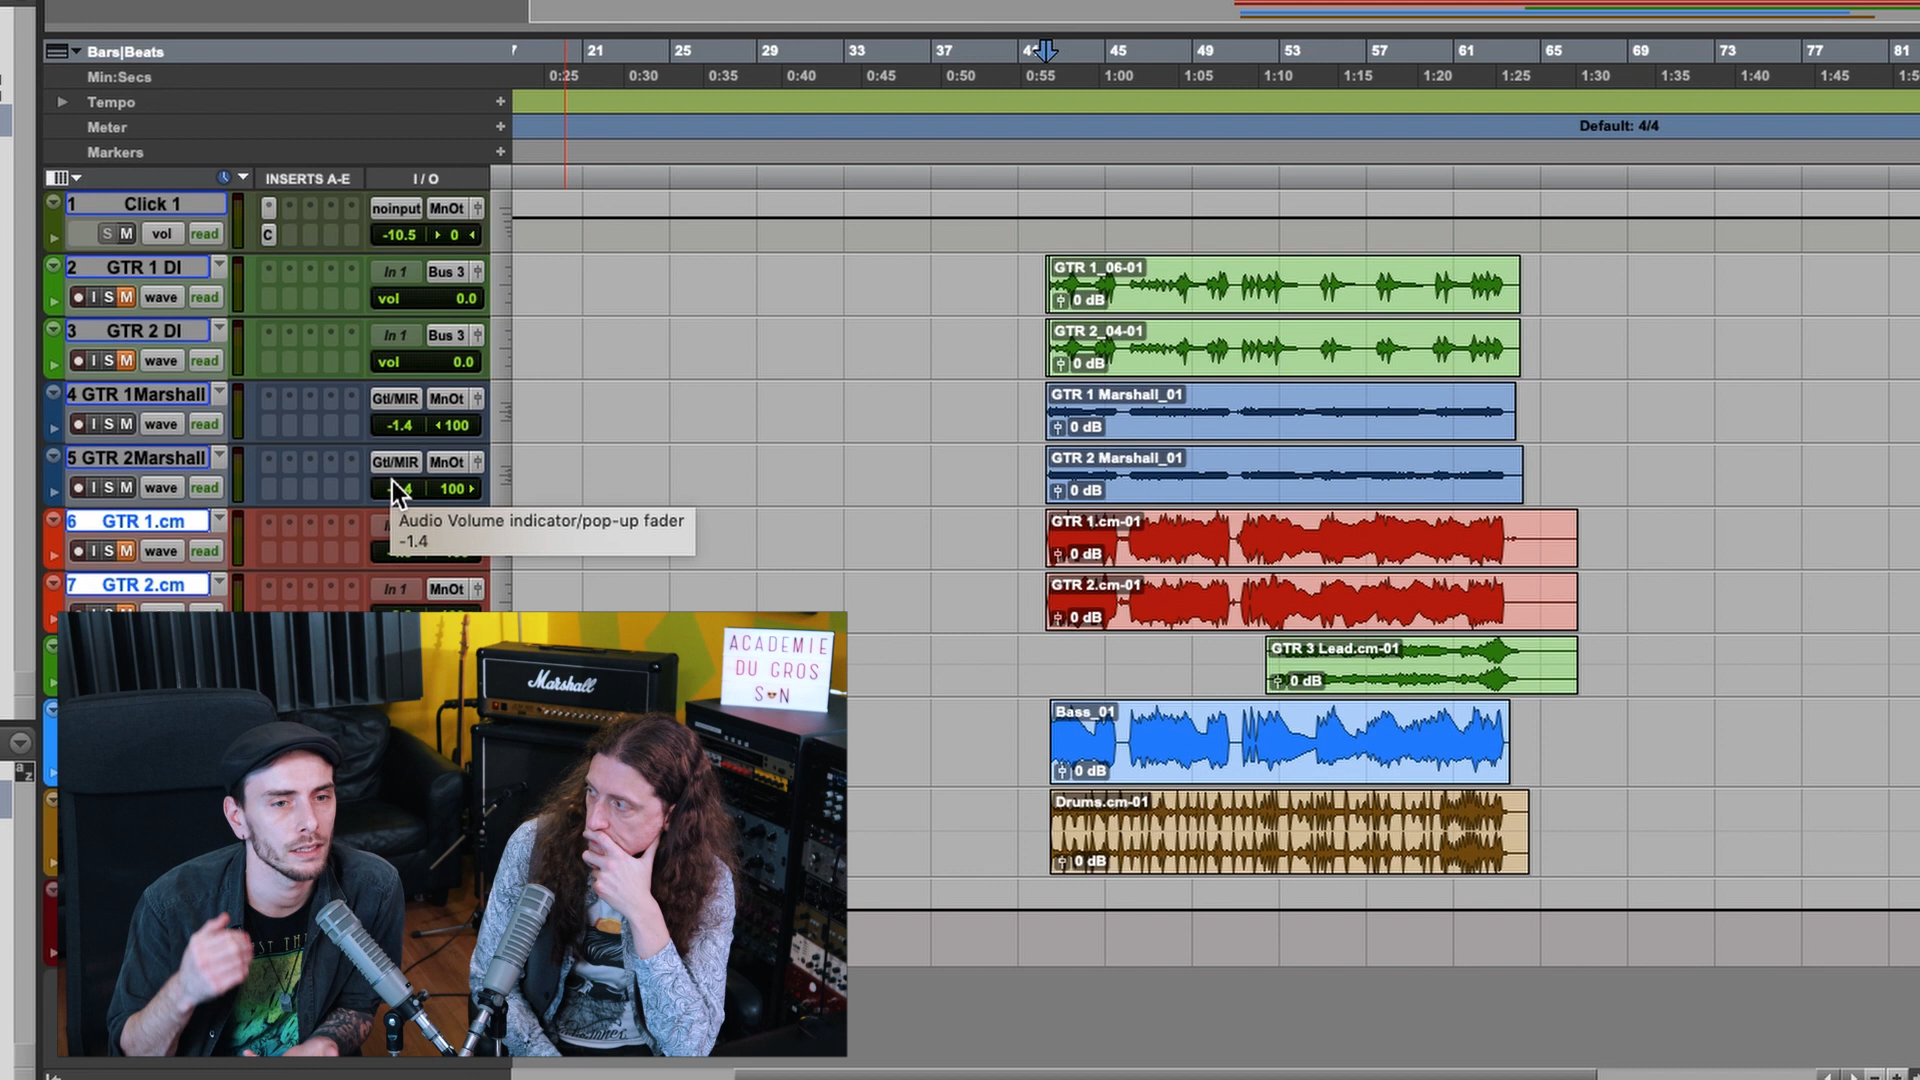 Bars|Beats 21 25 29 33 37 45 49 53 57 61 65 69 73 77 81
Min:Secs 0:25 0:30 0:35 0:40 0:45 0:50 0:55 1:00 1:05 1:10 1:15 1:20 1:25 1:30 1:35 1:40 1:45
Tempo +
Meter + Default: 4/4
Markers +
INSERTS A-E I / O
1 Click 1 noinput MnOt
S M vol read C -10.5 0
2 GTR 1 DI In 1 Bus 3 GTR 1_06-01
I S M wave read vol 0.0 0 dB
3 GTR 2 DI In 1 Bus 3 GTR 2_04-01
I S M wave read vol 0.0 0 dB
4 GTR 1Marshall Gtl/MIR MnOt GTR 1 Marshall_01
I S M wave read -1.4 100 0 dB
5 GTR 2Marshall Gtl/MIR MnOt GTR 2 Marshall_01
I S M wave read 100 0 dB
6 GTR 1.cm Audio Volume indicator/pop-up fader GTR 1.cm-01
I S M wave read -1.4 0 dB
7 GTR 2.cm In 1 MnOt GTR 2.cm-01
0 dB
GTR 3 Lead.cm-01
0 dB
Bass_01
0 dB
Drums.cm-01
0 dB
Marshall
ACADEMIE
DU GROS
S N